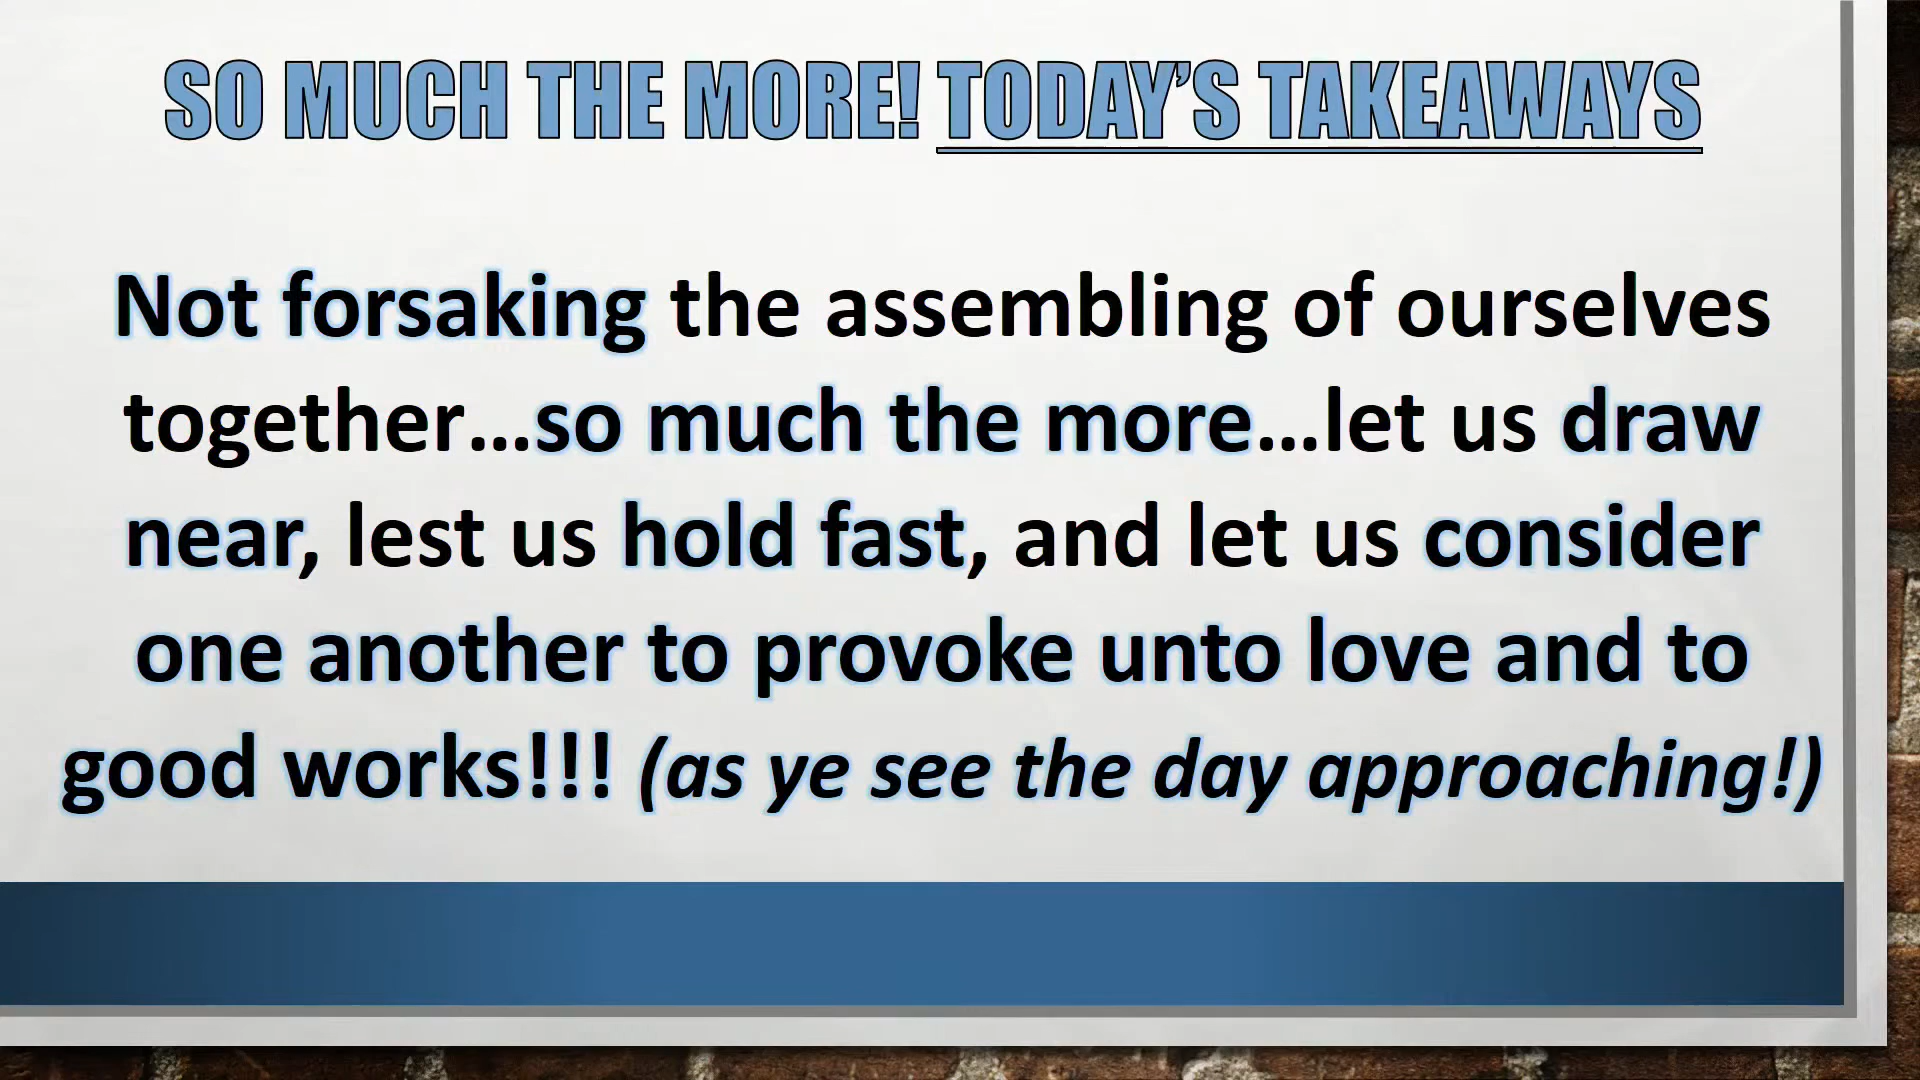 SO MUCH THE MORE! TODAY’S TAKEAWAYS
Not forsaking the assembling of ourselves
together…so much the more…let us draw
near, lest us hold fast, and let us consider
one another to provoke unto love and to
good works!!! (as ye see the day approaching!)